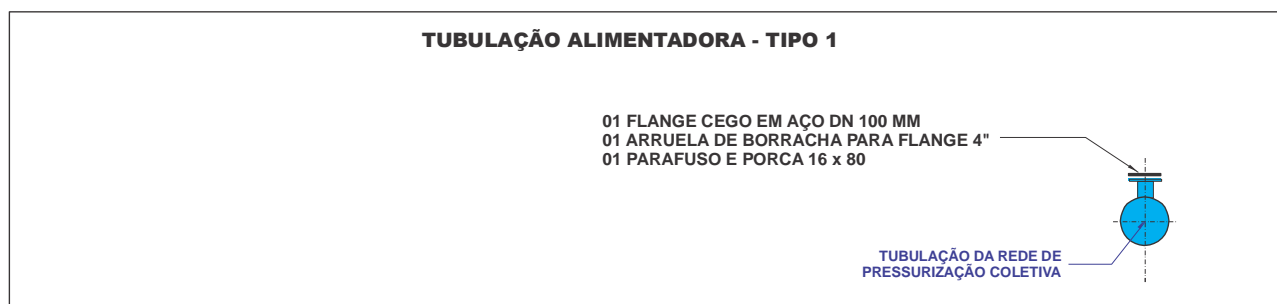 TUBULAÇÃO ALIMENTADORA - TIPO 1
01 FLANGE CEGO EM AÇO DN 100 MM
01 ARRUELA DE BORRACHA PARA FLANGE 4"
01 PARAFUSO E PORCA 16 x 80
TUBULAÇÃO DA REDE DE
PRESSURIZAÇÃO COLETIVA